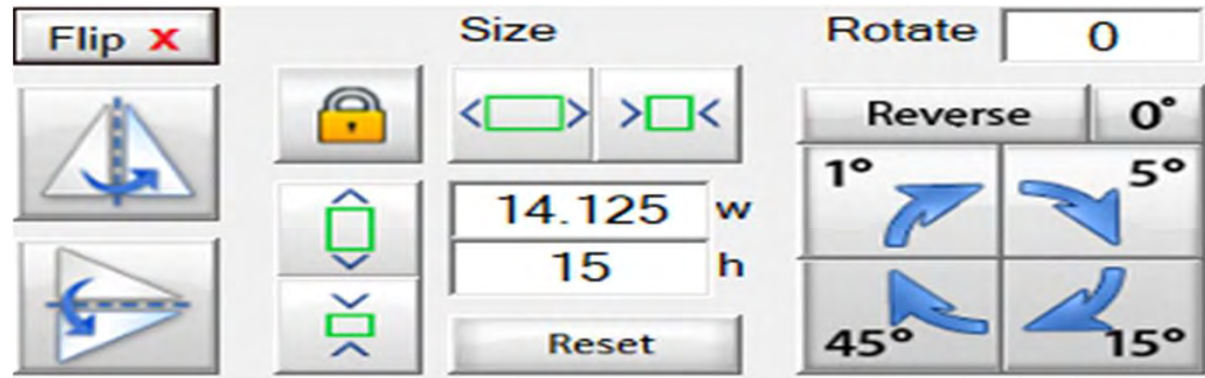 Flip X
Size
Rotate 0
Reverse 0°
1° 5°
14.125 w
15 h
Reset
45° 15°